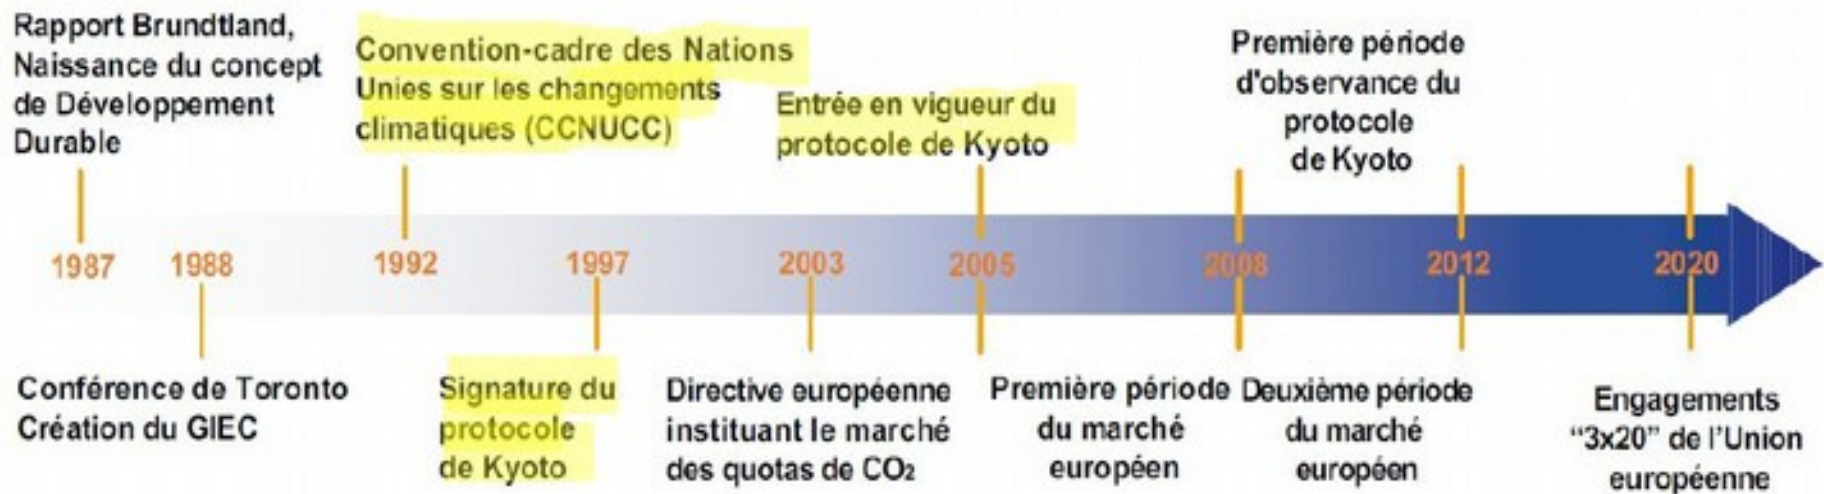 Rapport Brundtland,
Naissance du concept
de Développement
Durable
Convention-cadre des Nations
Unies sur les changements
climatiques (CCNUCC)
Entrée en vigueur du
protocole de Kyoto
Première période
d'observance du
protocole
de Kyoto
1987 1988 1992 1997 2003 2005 2008 2012 2020
Conférence de Toronto
Création du GIEC
Signature du
protocole
de Kyoto
Directive européenne
instituant le marché
des quotas de CO₂
Première période
du marché
européen
Deuxième période
du marché
européen
Engagements
“3x20” de l’Union
européenne